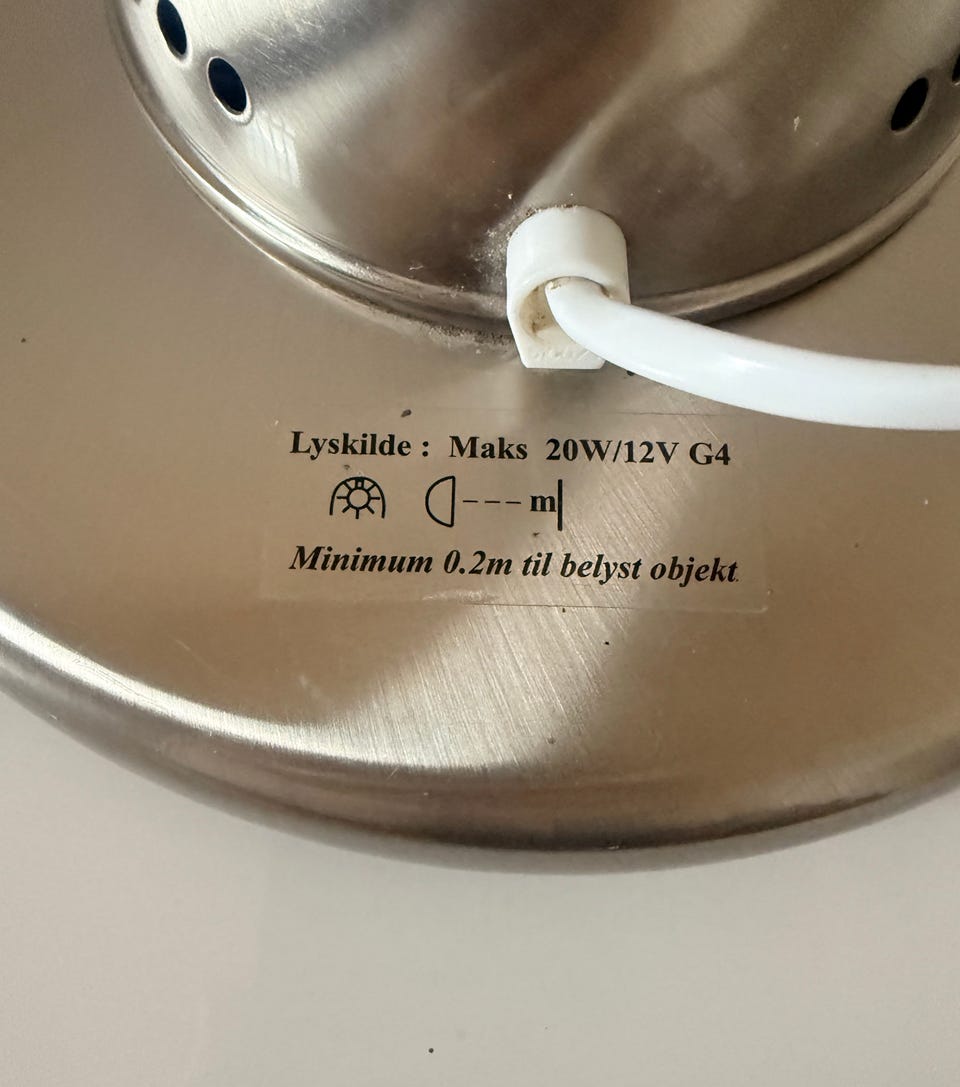 Lyskilde : Maks 20W/12V G4
m
Minimum 0.2m til belyst objekt.